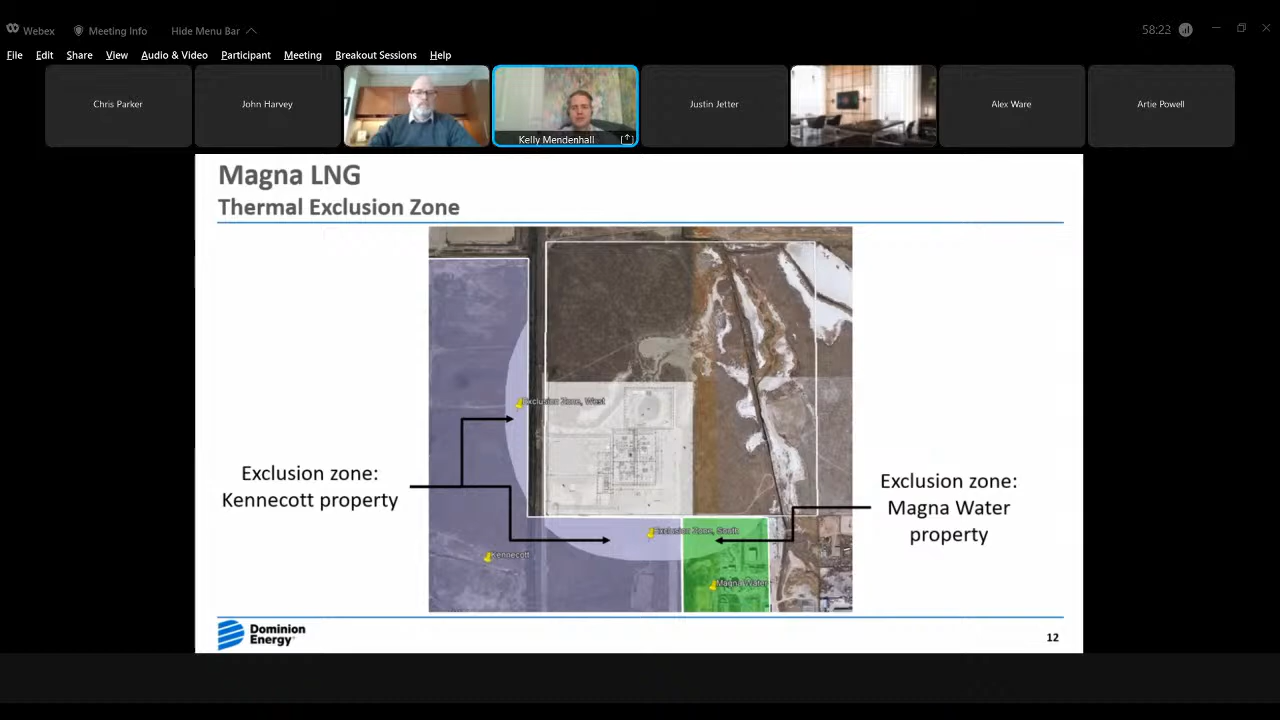 Webex
Meeting Info
Hide Menu Bar
58:23
File Edit Share View Audio & Video Participant Meeting Breakout Sessions Help
Chris Parker
John Harvey
Kelly Mendenhall
Justin Jetter
Alex Ware
Artie Powell
Magna LNG
Thermal Exclusion Zone
Exclusion Zone, West
Exclusion zone:
Kennecott property
Exclusion zone:
Magna Water
property
Exclusion Zone, South
Kennecott
Magna Water
Dominion
Energy
12